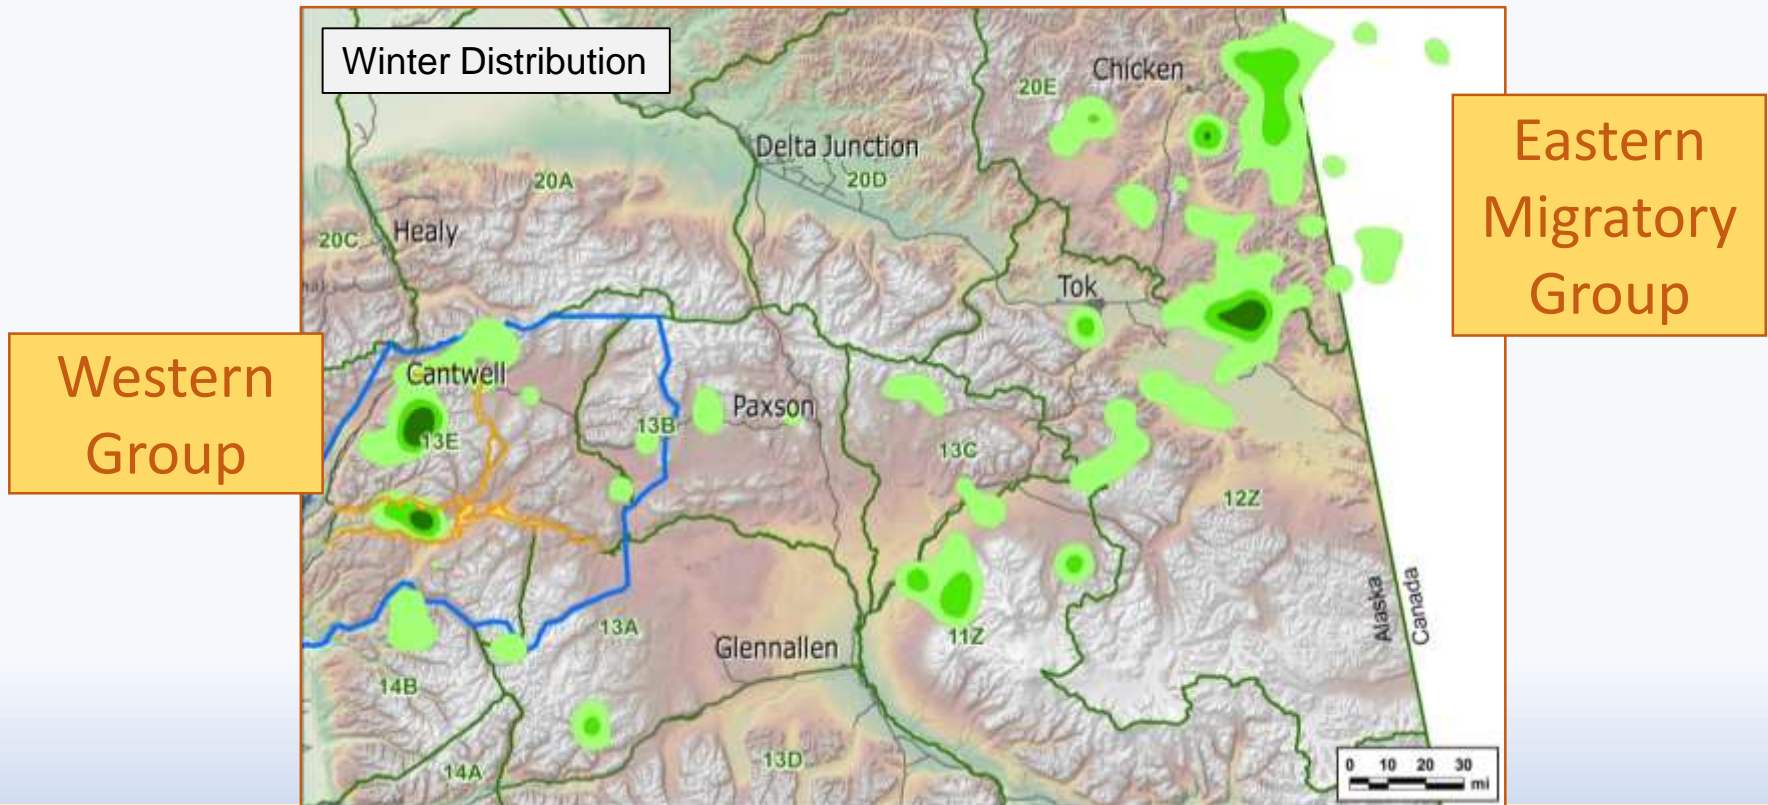 Winter Distribution
Chicken
20E
Eastern
Migratory
Group
Delta Junction
20D
20A
20C
Healy
Tok
Western
Group
Cantwell
13E
13B
Paxson
13C
12Z
Alaska
Canada
13A
11Z
Glennallen
14B
14A
13D
0 10 20 30
mi